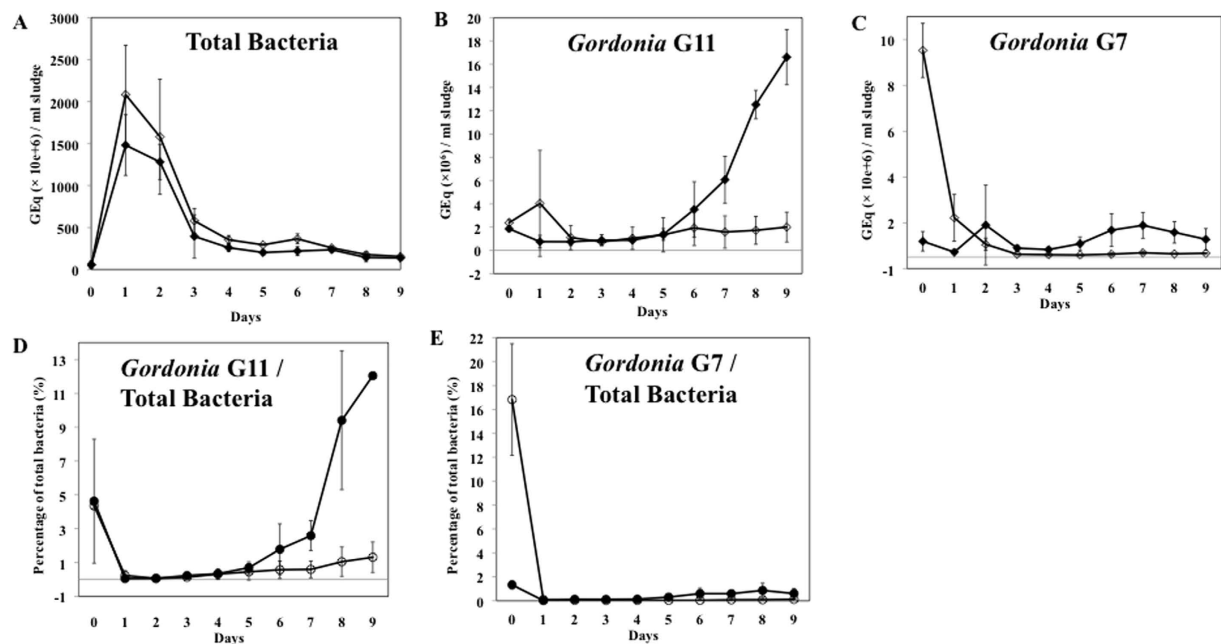 A
Total Bacteria
GEq (× 10e+6) / ml sludge
3000
2500
2000
1500
1000
500
0
0 1 2 3 4 5 6 7 8 9
Days
B
Gordonia G11
GEq (×10⁶) / ml sludge
20
18
16
14
12
10
8
6
4
2
0
-2
0 1 2 3 4 5 6 7 8 9
Days
C
Gordonia G7
GEq (× 10e+6) / ml sludge
10
8
6
4
2
-1
0 1 2 3 4 5 6 7 8 9
Days
D
Gordonia G11 /
Total Bacteria
Percentage of total bacteria (%)
13
11
9
7
5
3
1
-1
0 1 2 3 4 5 6 7 8 9
Days
E
Gordonia G7 /
Total Bacteria
Percentage of total bacteria (%)
22
20
18
16
14
12
10
8
6
4
2
0
0 1 2 3 4 5 6 7 8 9
Days